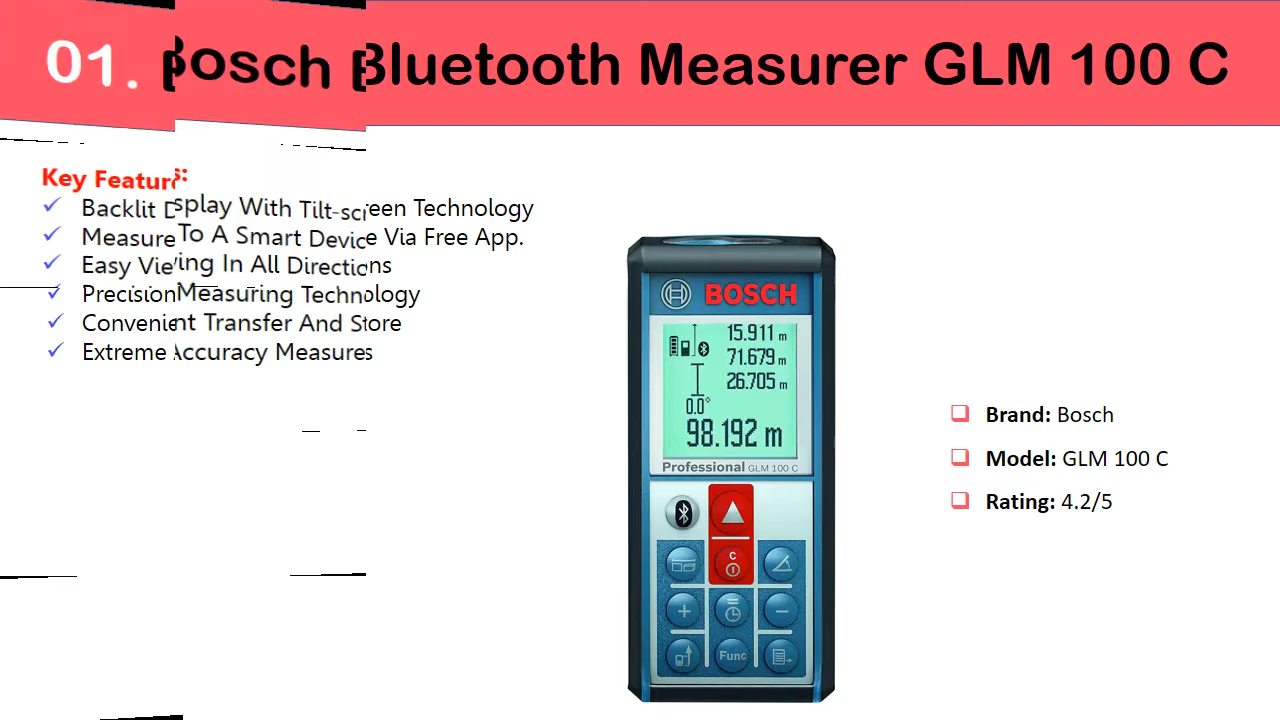 01. Bosch Bluetooth Measurer GLM 100 C
Key Features:
Backlit Display With Tilt-screen Technology
Measure To A Smart Device Via Free App.
Easy Viewing In All Directions
Precision Measuring Technology
Convenient Transfer And Store
Extreme Accuracy Measures
BOSCH
15.911 m
71.679 m
26.705 m
0.0°
98.192 m
Professional GLM 100 C
C
Func
Brand: Bosch
Model: GLM 100 C
Rating: 4.2/5